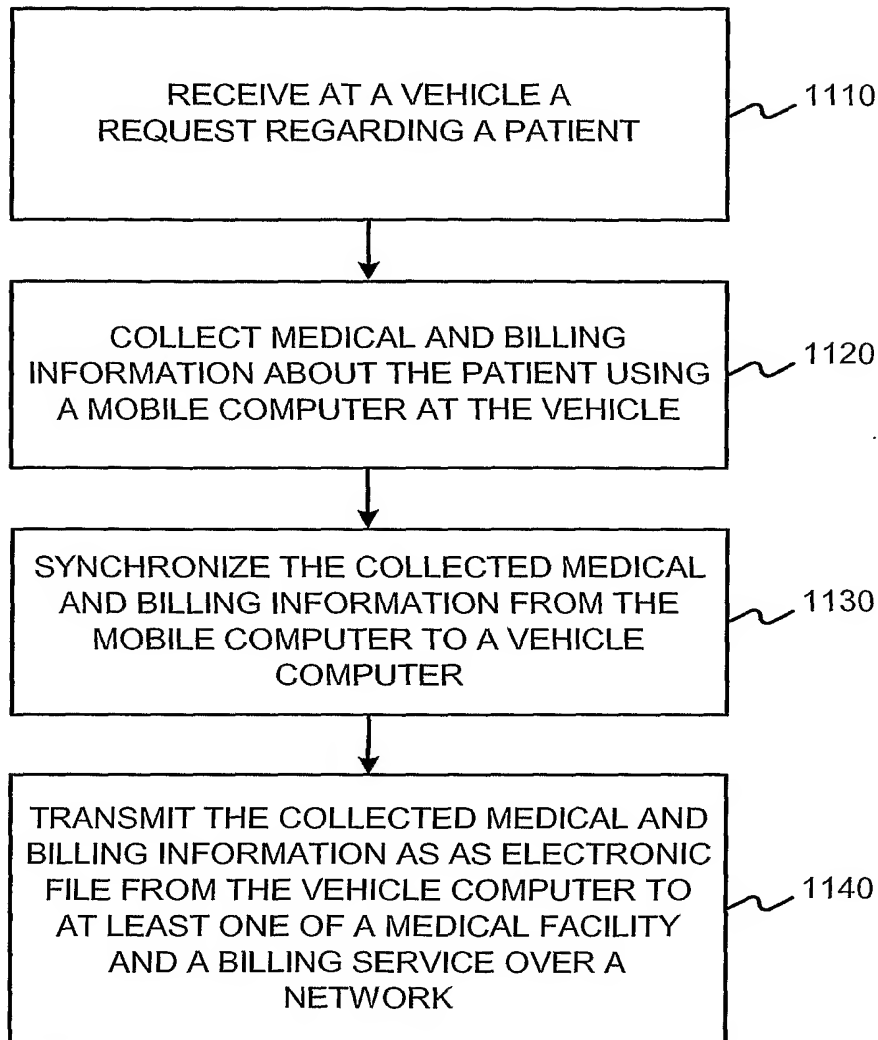 RECEIVE AT A VEHICLE A
REQUEST REGARDING A PATIENT
1110
COLLECT MEDICAL AND BILLING
INFORMATION ABOUT THE PATIENT USING
A MOBILE COMPUTER AT THE VEHICLE
1120
SYNCHRONIZE THE COLLECTED MEDICAL
AND BILLING INFORMATION FROM THE
MOBILE COMPUTER TO A VEHICLE
COMPUTER
1130
TRANSMIT THE COLLECTED MEDICAL AND
BILLING INFORMATION AS AS ELECTRONIC
FILE FROM THE VEHICLE COMPUTER TO
AT LEAST ONE OF A MEDICAL FACILITY
AND A BILLING SERVICE OVER A
NETWORK
1140